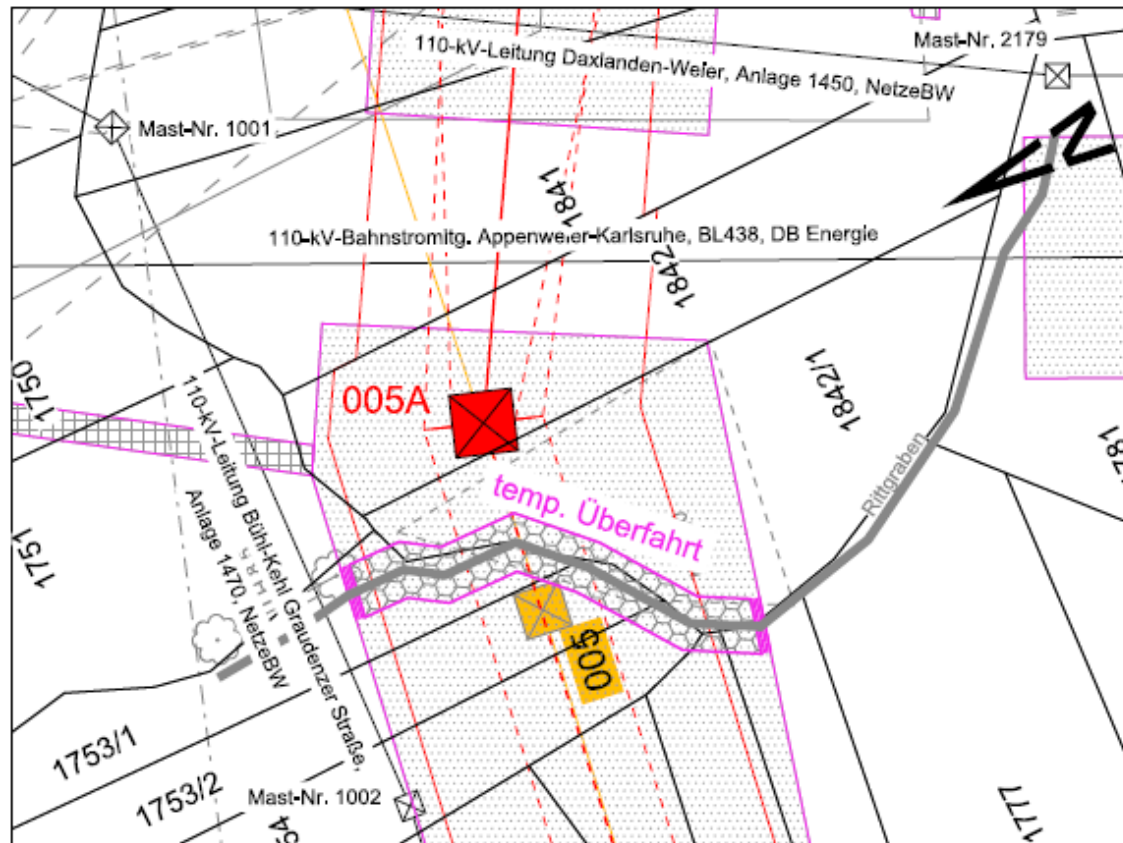 Mast-Nr. 2179
110-kV-Leitung Daxlanden-Weier, Anlage 1450, NetzeBW
Mast-Nr. 1001
N
1841
110-kV-Bahnstromltg. Appenweier-Karlsruhe, BL438, DB Energie
1842
1750
1842/1
005A
110-kV-Leitung Bühl-Kehl Graudenzer Straße,
Anlage 1470, NetzeBW
1781
temp. Überfahrt
Rittgraben
1751
005
1753/1
1753/2
Mast-Nr. 1002
54
1777